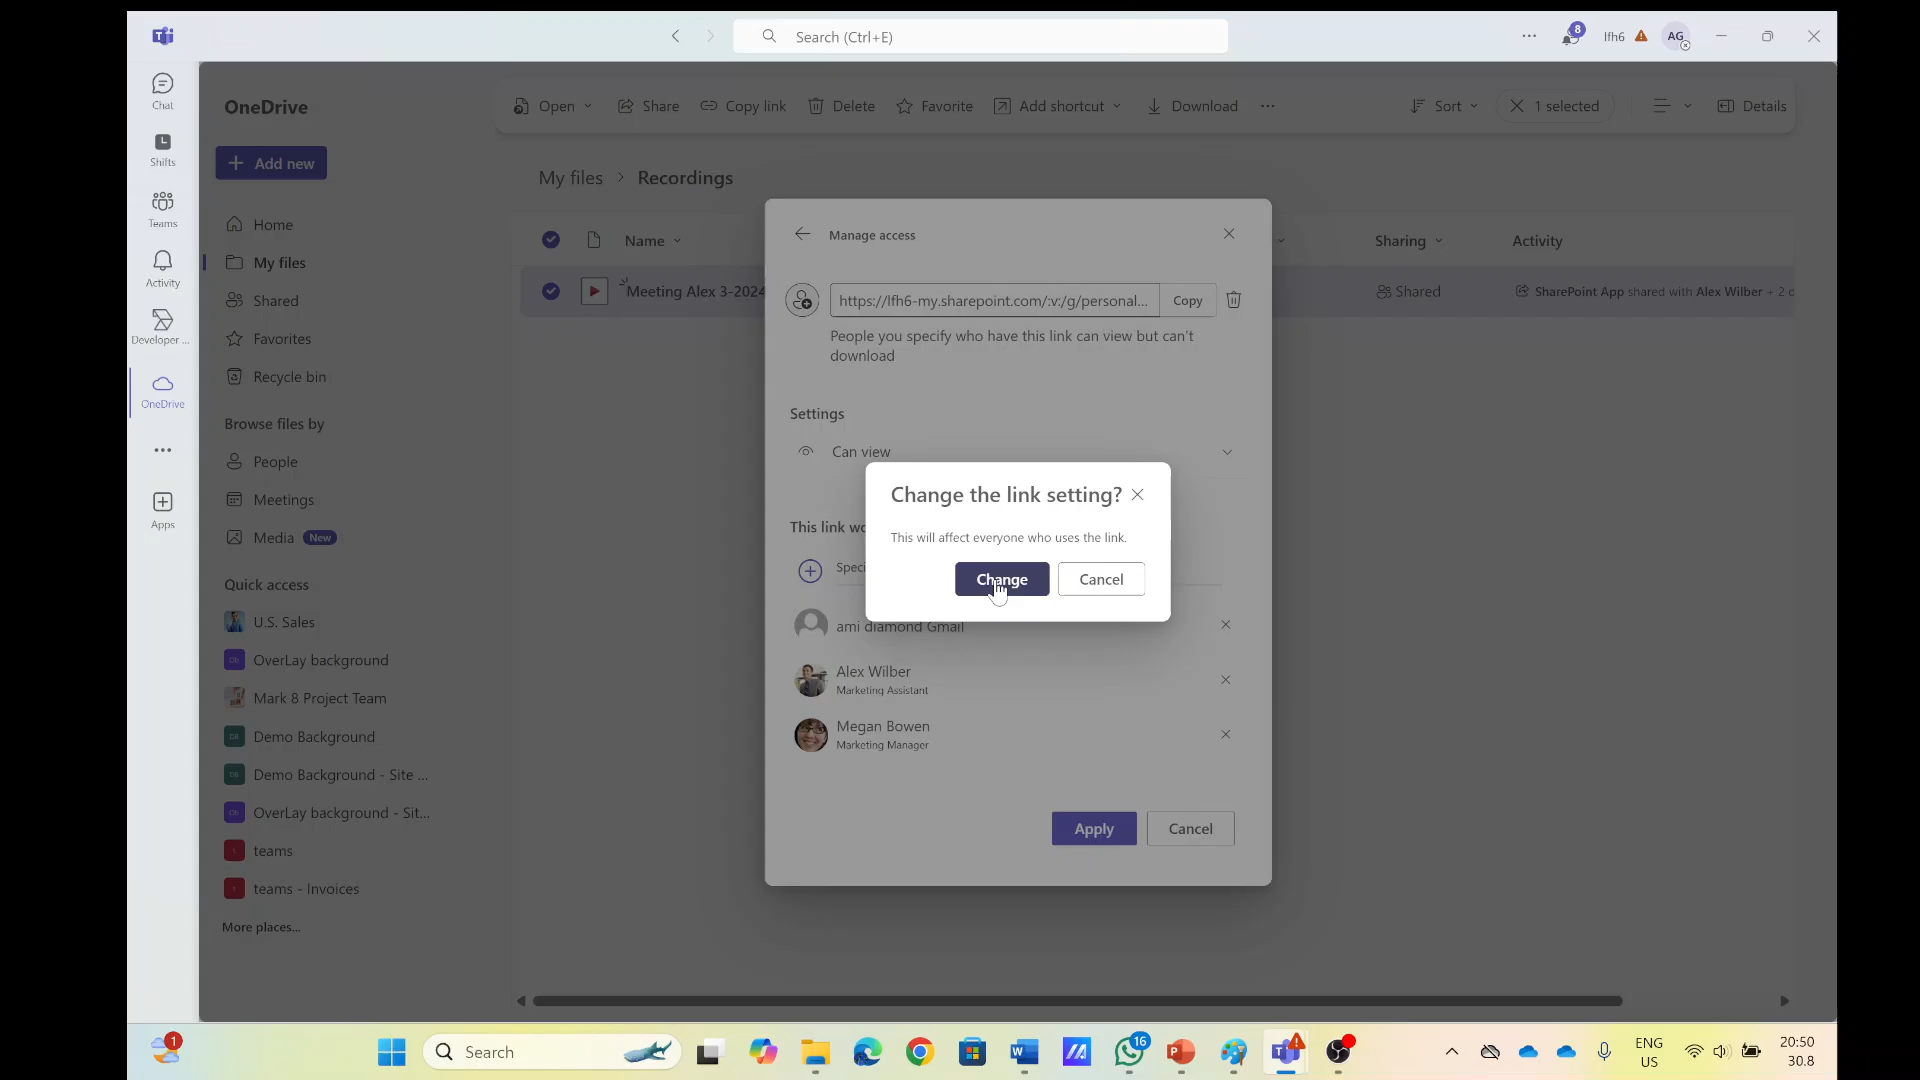 Search (Ctrl+E)
8
lfh6
AG
Chat
Shifts
Teams
Activity
Developer ...
OneDrive
Apps
OneDrive
Add new
Home
My files
Shared
Favorites
Recycle bin
Browse files by
People
Meetings
Media New
Quick access
U.S. Sales
OverLay background
Mark 8 Project Team
Demo Background
Demo Background - Site ...
OverLay background - Sit...
teams
teams - Invoices
More places...
Open
Share
Copy link
Delete
Favorite
Add shortcut
Download
Sort
1 selected
Details
My files > Recordings
Name
Sharing
Activity
Meeting Alex 3-2024
Shared
SharePoint App shared with Alex Wilber + 2 o
Manage access
https://lfh6-my.sharepoint.com/:v:/g/personal...
Copy
People you specify who have this link can view but can't
download
Settings
Can view
This link wo
Speci
Change the link setting?
This will affect everyone who uses the link.
Change
Cancel
ami diamond Gmail
Alex Wilber
Marketing Assistant
Megan Bowen
Marketing Manager
Apply
Cancel
1
Search
16
ENG
US
20:50
30.8